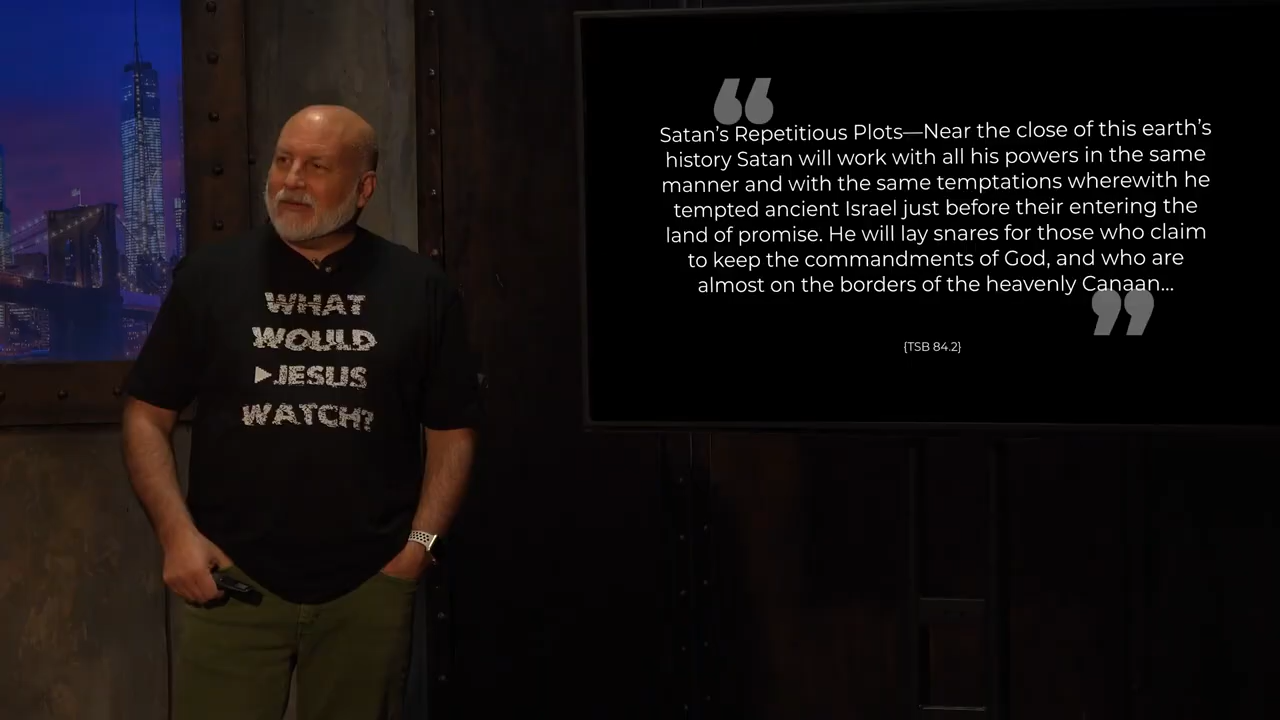 WHAT
WOULD
JESUS
WATCH?
“
Satan’s Repetitious Plots—Near the close of this earth’s
history Satan will work with all his powers in the same
manner and with the same temptations wherewith he
tempted ancient Israel just before their entering the
land of promise. He will lay snares for those who claim
to keep the commandments of God, and who are
almost on the borders of the heavenly Canaan...
”
{TSB 84.2}